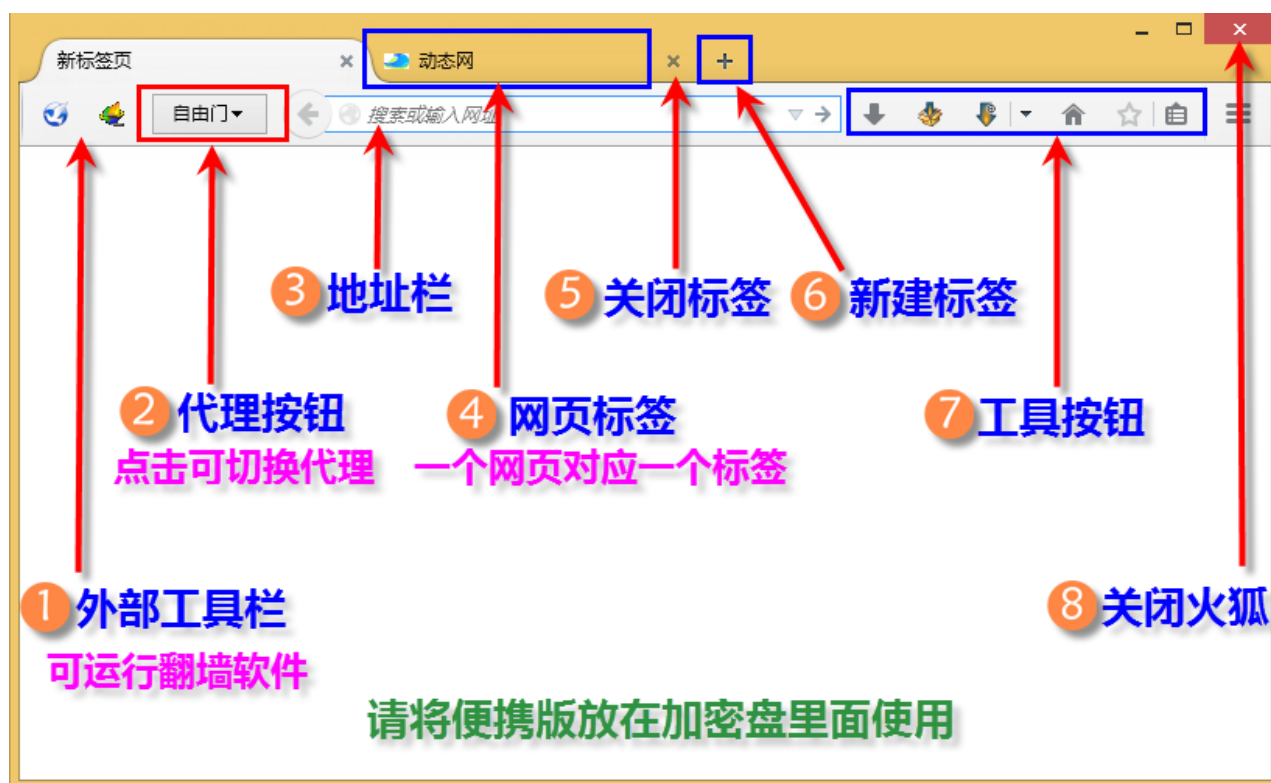 新标签页
动态网
自由门
搜索或输入网址
3 地址栏
5 关闭标签
6 新建标签
2 代理按钮
点击可切换代理
4 网页标签
一个网页对应一个标签
7 工具按钮
1 外部工具栏
可运行翻墙软件
8 关闭火狐
请将便携版放在加密盘里面使用